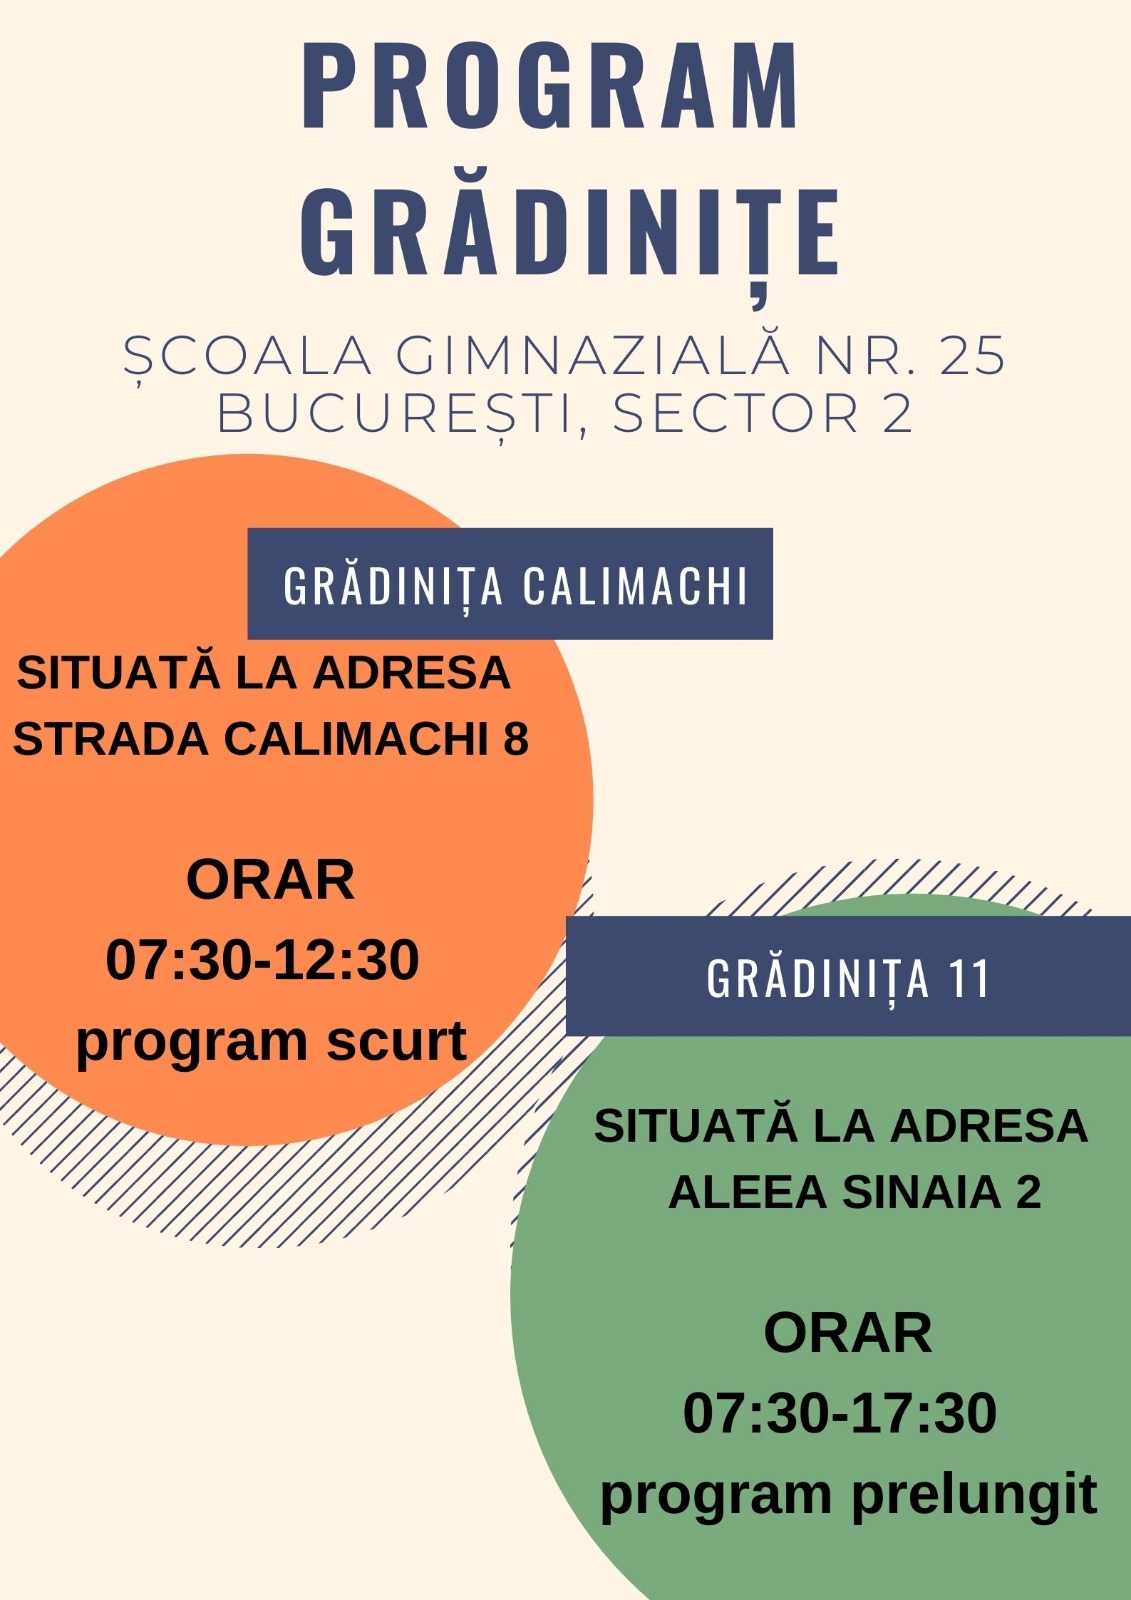 PROGRAM
GRĂDINIȚE
ȘCOALA GIMNAZIALĂ NR. 25
BUCUREȘTI, SECTOR 2
GRĂDINIȚA CALIMACHI
SITUATĂ LA ADRESA
STRADA CALIMACHI 8
ORAR
07:30-12:30
program scurt
GRĂDINIȚA 11
SITUATĂ LA ADRESA
ALEEA SINAIA 2
ORAR
07:30-17:30
program prelungit